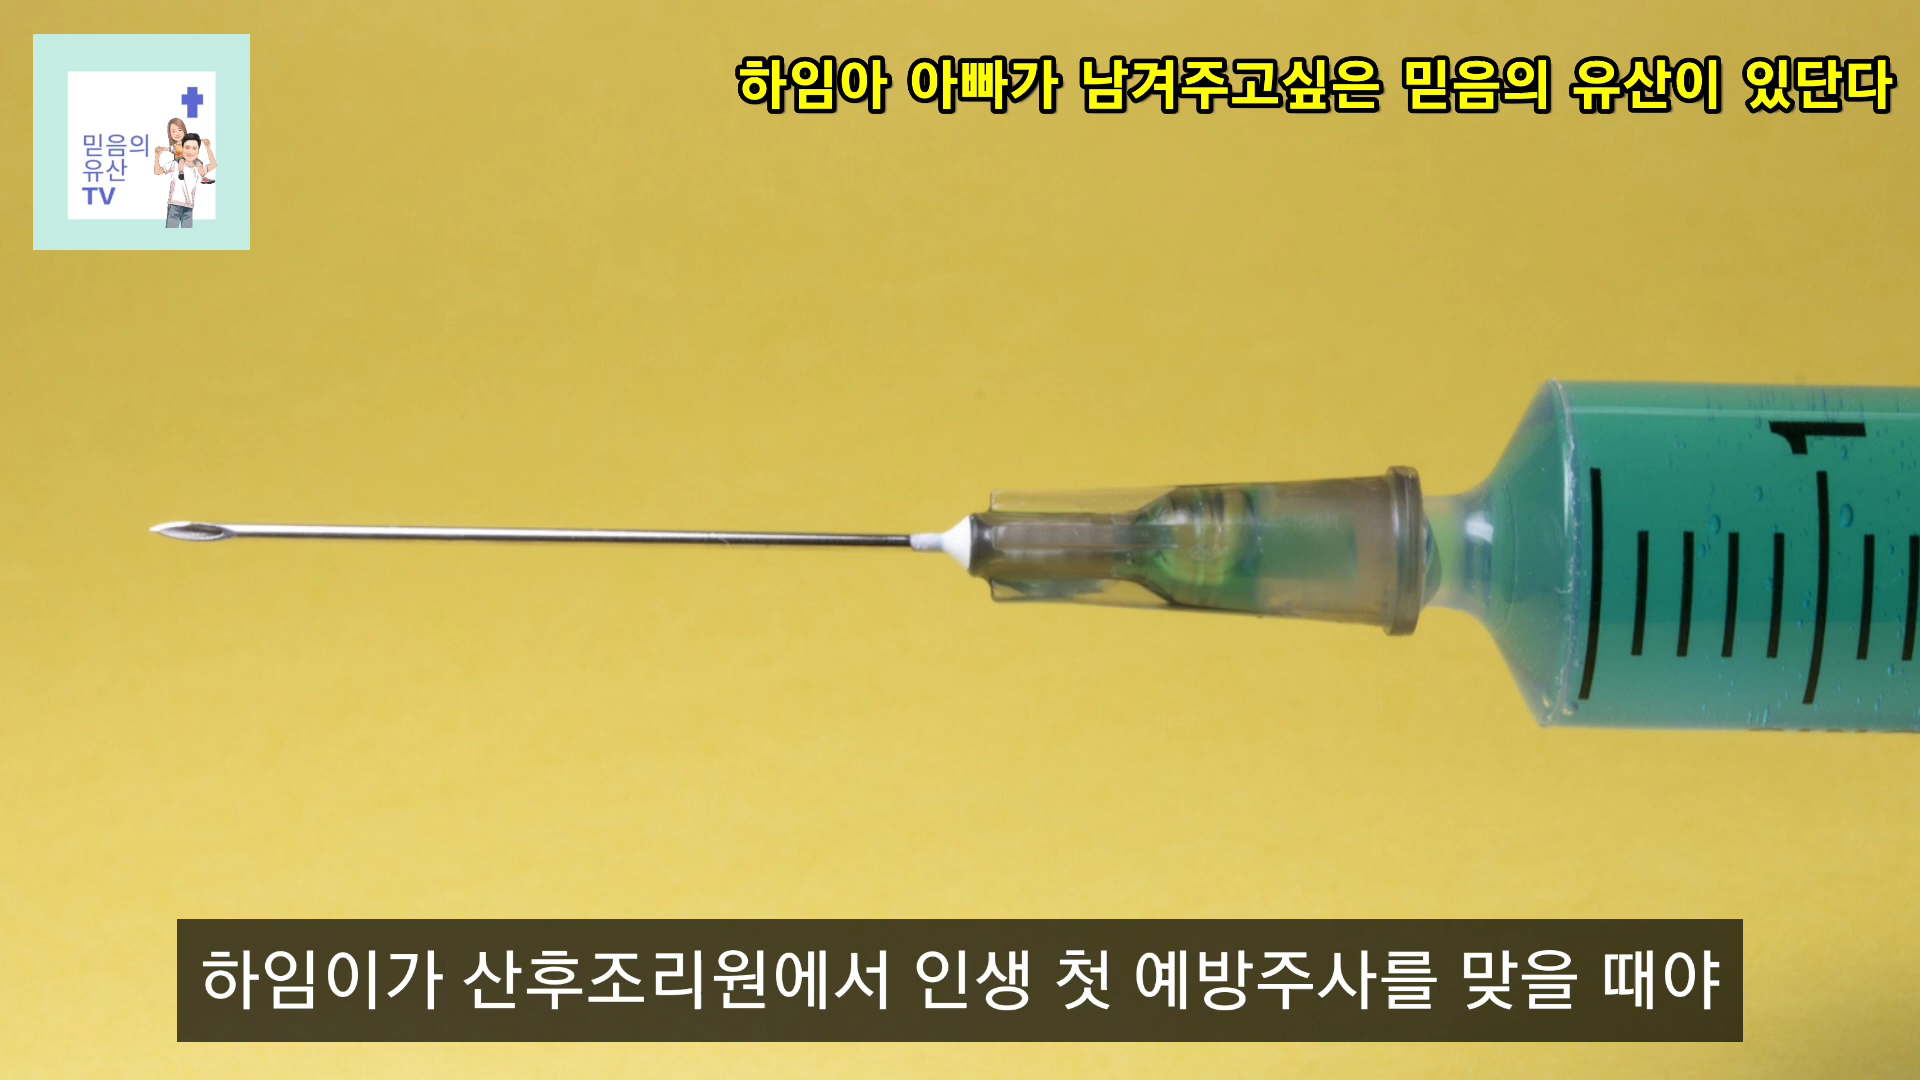 하임아 아빠가 남겨주고싶은 믿음의 유산이 있단다
믿음의
유산
TV
1
하임이가 산후조리원에서 인생 첫 예방주사를 맞을 때야